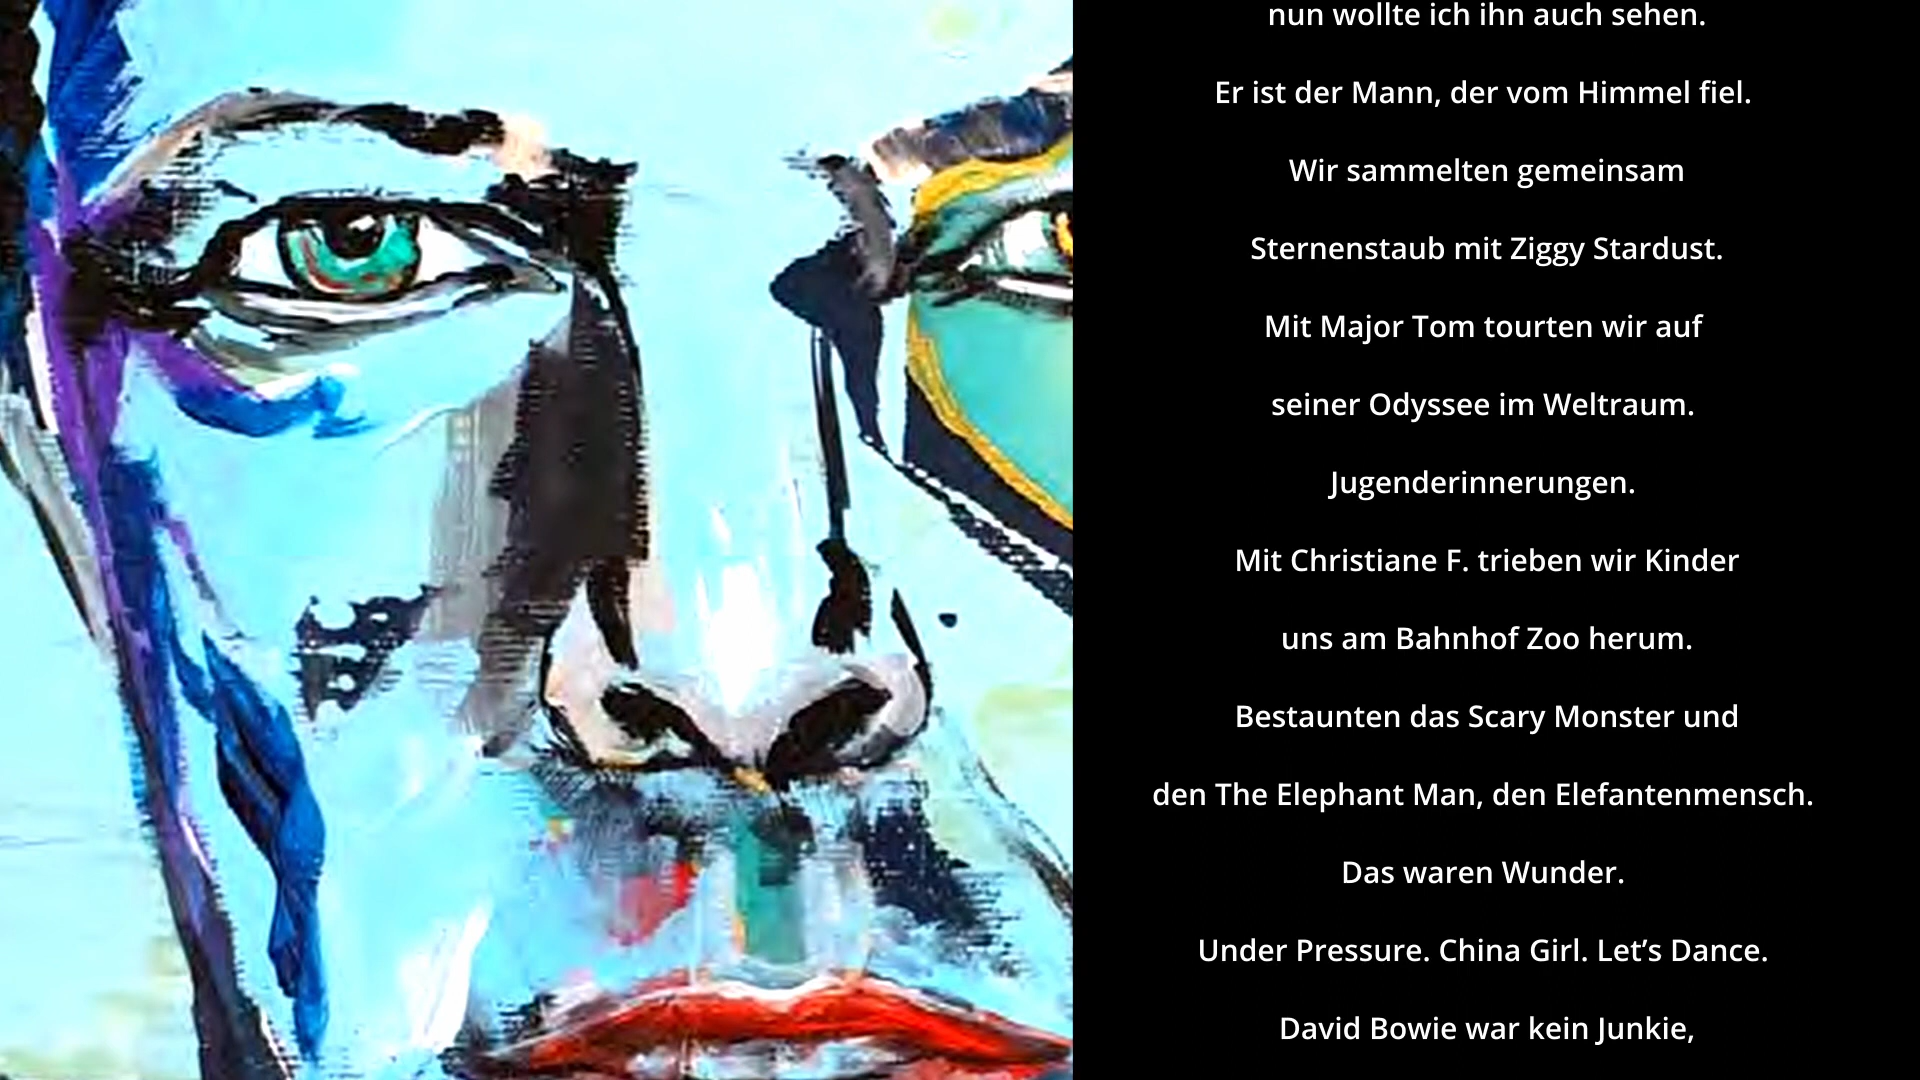 nun wollte ich ihn auch sehen.
Er ist der Mann, der vom Himmel fiel.
Wir sammelten gemeinsam
Sternenstaub mit Ziggy Stardust.
Mit Major Tom tourten wir auf
seiner Odyssee im Weltraum.
Jugenderinnerungen.
Mit Christiane F. trieben wir Kinder
uns am Bahnhof Zoo herum.
Bestaunten das Scary Monster und
den The Elephant Man, den Elefantenmensch.
Das waren Wunder.
Under Pressure. China Girl. Let’s Dance.
David Bowie war kein Junkie,